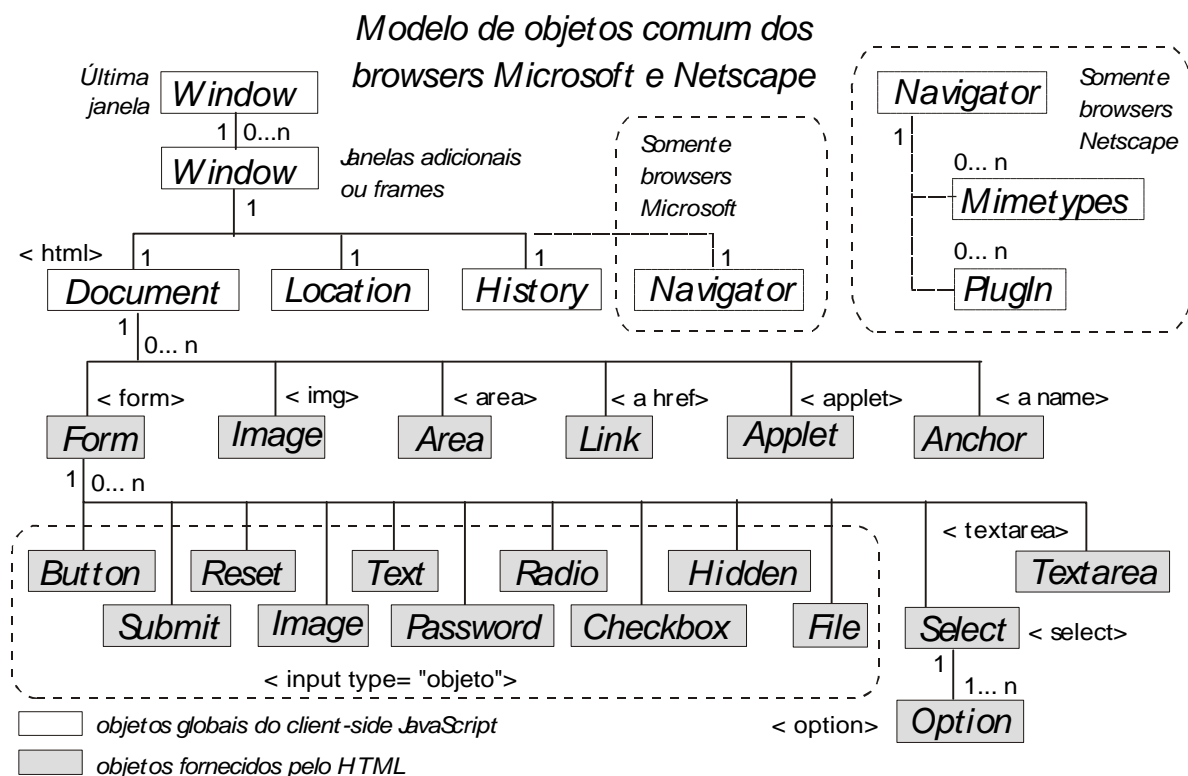 Modelo de objetos comum dos
browsers Microsoft e Netscape
Última
janela
Window
1 0...n
Window
Janelas adicionais
ou frames
1
Somente
browsers
Microsoft
Navigator
Somente
browsers
Netscape
1
0... n
Mimetypes
0... n
PlugIn
< html>
1 1 1 1
Document Location History Navigator
1
0... n
< form> < img> < area> < a href> < applet> < a name>
Form Image Area Link Applet Anchor
1 0... n
< textarea>
Button Reset Text Radio Hidden Textarea
Submit Image Password Checkbox File Select < select>
< input type= "objeto">
1
1... n
< option> Option
objetos globais do client-side JavaScript
objetos fornecidos pelo HTML